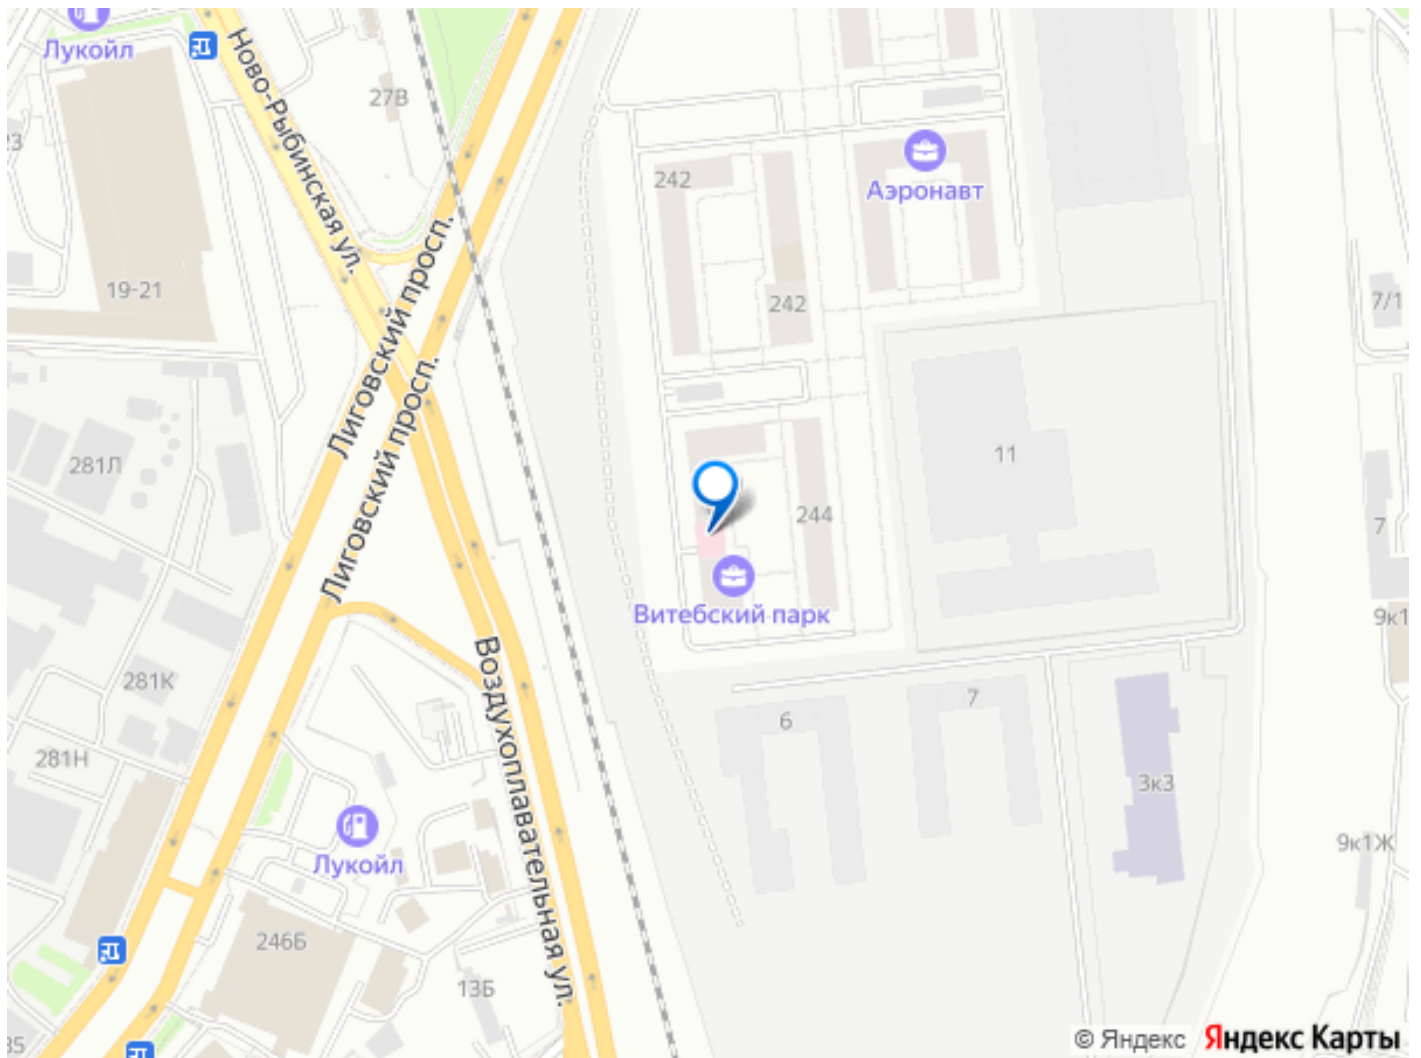 Лукойл
Ново-Рыбинская ул.
27В
19-21
Лиговский просп.
Лиговский просп.
242
242
Аэронавт
7/1
281Л
11
244
7
Витебский парк
9к1
281К
281Н
Воздухоплавательная ул.
6
7
3к3
9к1Ж
Лукойл
246Б
13Б
© Яндекс Яндекс Карты